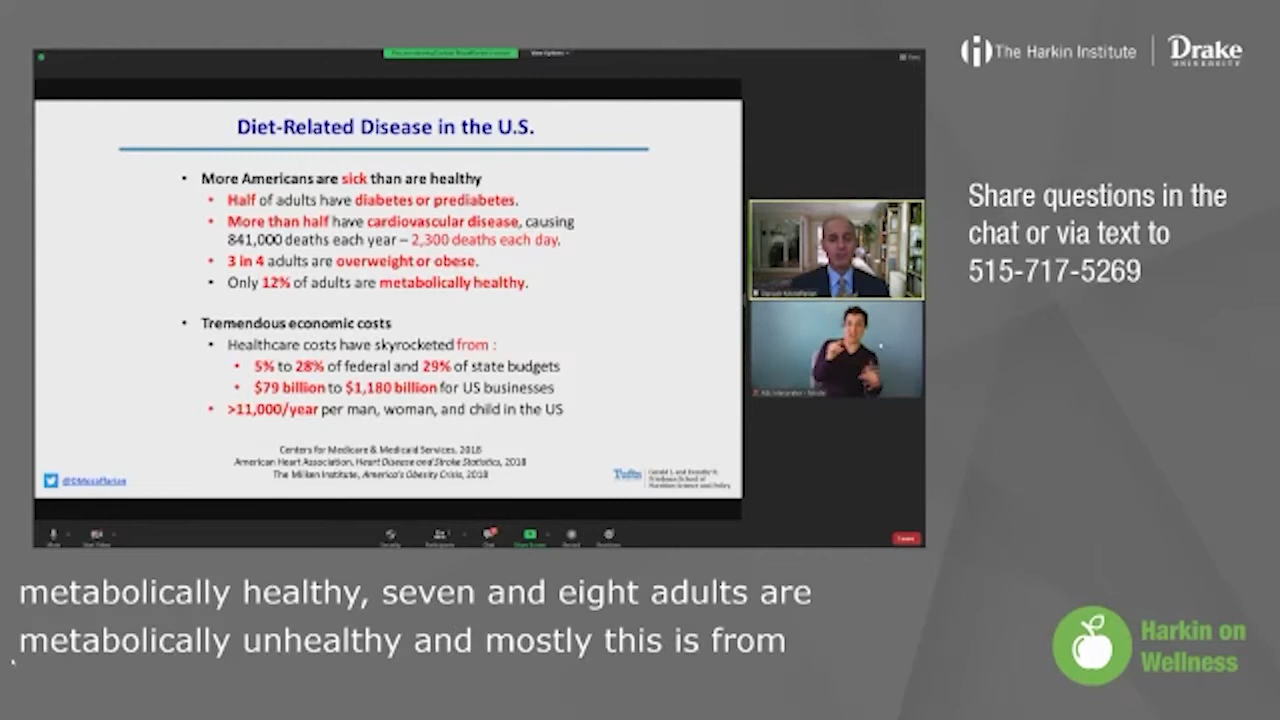 The Harkin Institute
Drake
UNIVERSITY
Diet-Related Disease in the U.S.
• More Americans are sick than are healthy
• Half of adults have diabetes or prediabetes.
• More than half have cardiovascular disease, causing
841,000 deaths each year – 2,300 deaths each day.
• 3 in 4 adults are overweight or obese.
• Only 12% of adults are metabolically healthy.
• Tremendous economic costs
• Healthcare costs have skyrocketed from :
• 5% to 28% of federal and 29% of state budgets
• $79 billion to $1,180 billion for US businesses
• >11,000/year per man, woman, and child in the US
Centers for Medicare & Medicaid Services, 2018
American Heart Association, Heart Disease and Stroke Statistics, 2018
The Milken Institute, America's Obesity Crisis, 2018
@DMozaffarian
Tufts
Share questions in the
chat or via text to
515-717-5269
metabolically healthy, seven and eight adults are
metabolically unhealthy and mostly this is from
Harkin on
Wellness